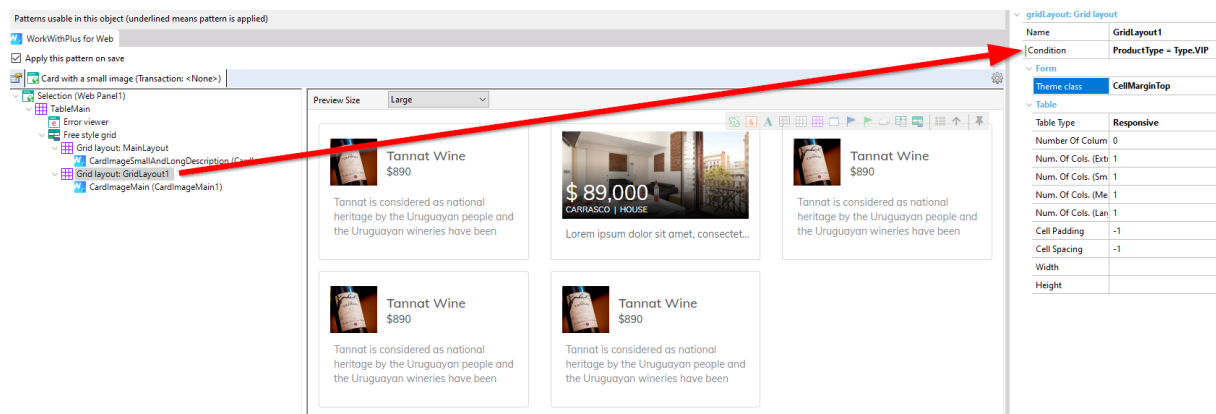 Patterns usable in this object (underlined means pattern is applied)
WorkWithPlus for Web
Apply this pattern on save
Card with a small image (Transaction: <None>)
Selection (Web Panel1)
TableMain
Error viewer
Free style grid
Grid layout: MainLayout
CardImageSmallAndLongDescription (Card
Grid layout: GridLayout1
CardImageMain (CardImageMain1)
Preview Size
Large
Tannat Wine
$890
Tannat is considered as national
heritage by the Uruguayan people and
the Uruguayan wineries have been
$ 89,000
CARRASCO | HOUSE
Lorem ipsum dolor sit amet, consectet...
Tannat Wine
$890
Tannat is considered as national
heritage by the Uruguayan people and
the Uruguayan wineries have been
Tannat Wine
$890
Tannat is considered as national
heritage by the Uruguayan people and
the Uruguayan wineries have been
Tannat Wine
$890
Tannat is considered as national
heritage by the Uruguayan people and
the Uruguayan wineries have been
gridLayout: Grid layout
Name GridLayout1
Condition ProductType = Type.VIP
Form
Theme class CellMarginTop
Table
Table Type Responsive
Number Of Colum 0
Num. Of Cols. (Extr 1
Num. Of Cols. (Sm 1
Num. Of Cols. (Me 1
Num. Of Cols. (Larg 1
Cell Padding -1
Cell Spacing -1
Width
Height